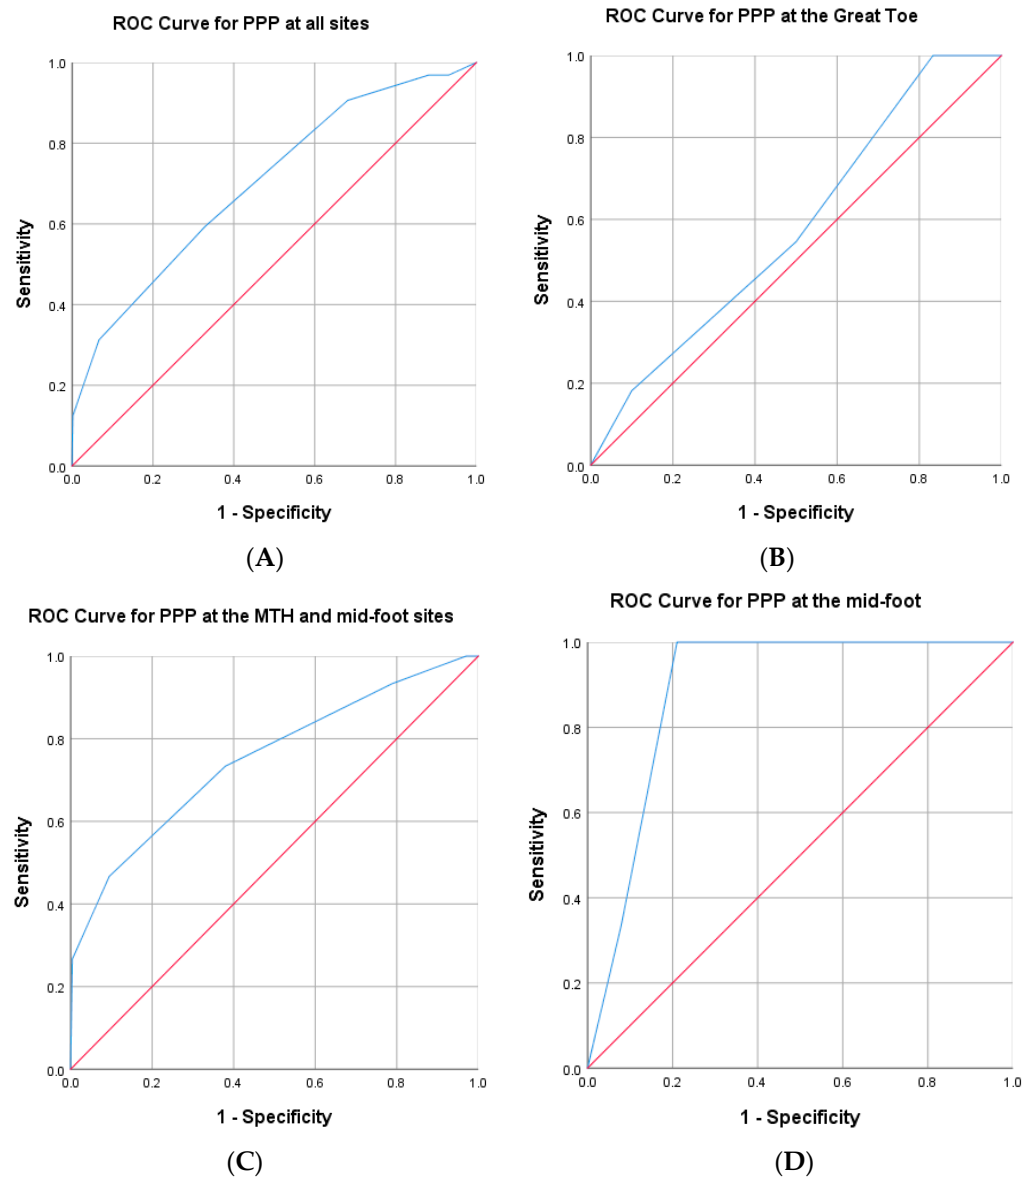 ROC Curve for PPP at all sites
1.0
0.8
0.6
0.4
0.2
0.0
Sensitivity
0.0 0.2 0.4 0.6 0.8 1.0
1 - Specificity
(A)
ROC Curve for PPP at the Great Toe
1.0
0.8
0.6
0.4
0.2
0.0
Sensitivity
0.0 0.2 0.4 0.6 0.8 1.0
1 - Specificity
(B)
ROC Curve for PPP at the MTH and mid-foot sites
1.0
0.8
0.6
0.4
0.2
0.0
Sensitivity
0.0 0.2 0.4 0.6 0.8 1.0
1 - Specificity
(C)
ROC Curve for PPP at the mid-foot
1.0
0.8
0.6
0.4
0.2
0.0
Sensitivity
0.0 0.2 0.4 0.6 0.8 1.0
1 - Specificity
(D)